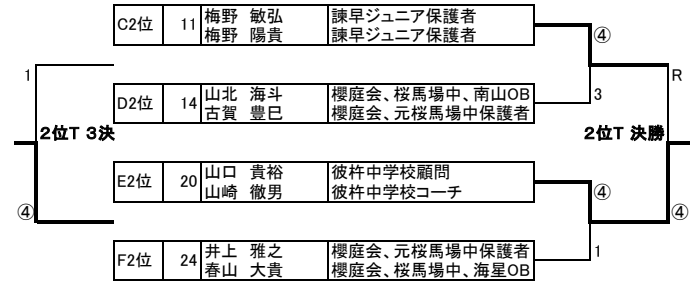 C2位 11 梅野 敏弘 諫早ジュニア保護者
梅野 陽貴 諫早ジュニア保護者
④
1
R
D2位 14 山北 海斗 櫻庭会、桜馬場中、南山OB
古賀 豊巳 櫻庭会、元桜馬場中保護者
3
2位T 3決
2位T 決勝
E2位 20 山口 貴裕 彼杵中学校顧問
山崎 徹男 彼杵中学校コーチ
④
④
④
F2位 24 井上 雅之 櫻庭会、元桜馬場中保護者
春山 大貴 櫻庭会、桜馬場中、海星OB
1